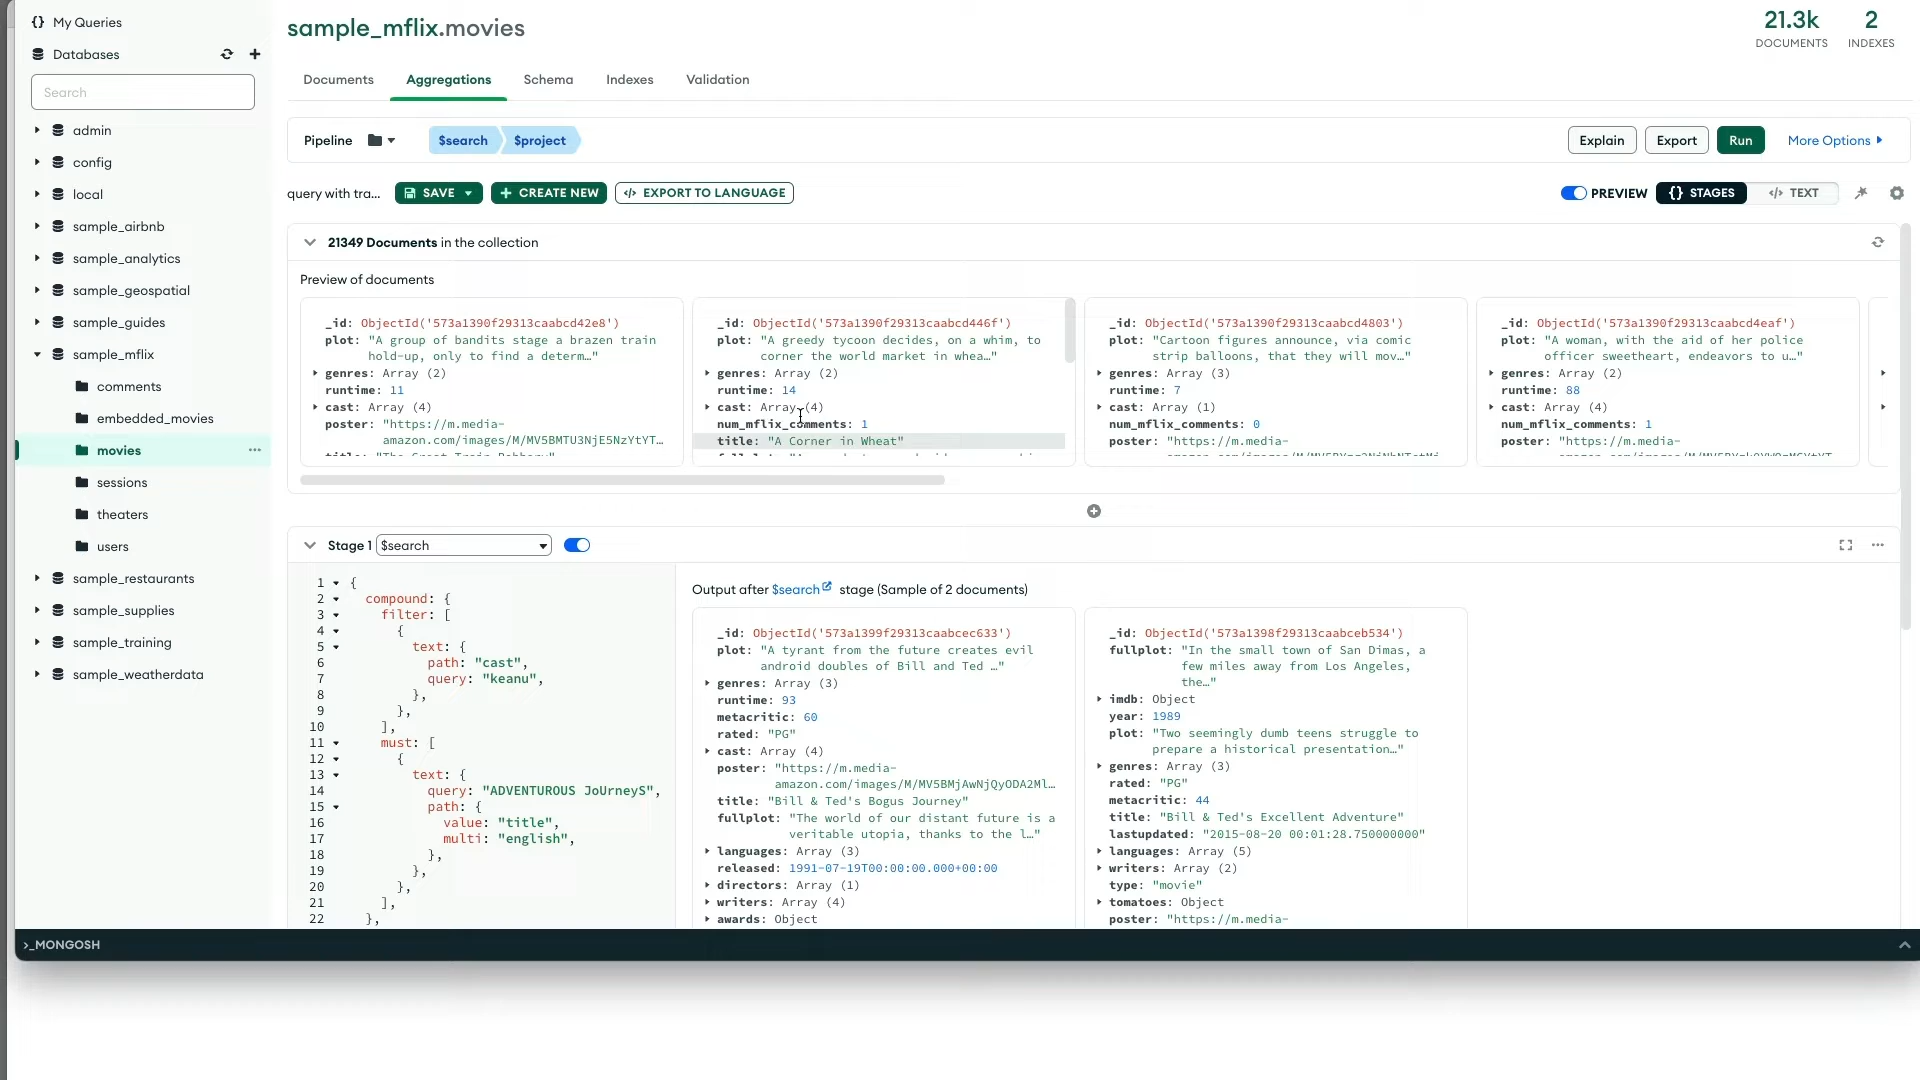 {} My Queries
Databases
Search
admin
config
local
sample_airbnb
sample_analytics
sample_geospatial
sample_guides
sample_mflix
comments
embedded_movies
movies
sessions
theaters
users
sample_restaurants
sample_supplies
sample_training
sample_weatherdata
sample_mflix.movies
21.3k
DOCUMENTS
2
INDEXES
Documents
Aggregations
Schema
Indexes
Validation
Pipeline
$search
$project
Explain
Export
Run
More Options
query with tra...
SAVE
CREATE NEW
EXPORT TO LANGUAGE
PREVIEW
{} STAGES
</> TEXT
21349 Documents in the collection
Preview of documents
_id: ObjectId('573a1390f29313caabcd42e8')
plot: "A group of bandits stage a brazen train
hold-up, only to find a determ…"
genres: Array (2)
runtime: 11
cast: Array (4)
poster: "https://m.media-
amazon.com/images/M/MV5BMTU3NjE5NzYtYT…
title: "The Great Train Robbery"
_id: ObjectId('573a1390f29313caabcd446f')
plot: "A greedy tycoon decides, on a whim, to
corner the world market in whea…"
genres: Array (2)
runtime: 14
cast: Array (4)
num_mflix_comments: 1
title: "A Corner in Wheat"
_id: ObjectId('573a1390f29313caabcd4803')
plot: "Cartoon figures announce, via comic
strip balloons, that they will mov…"
genres: Array (3)
runtime: 7
cast: Array (1)
num_mflix_comments: 0
poster: "https://m.media-
_id: ObjectId('573a1390f29313caabcd4eaf')
plot: "A woman, with the aid of her police
officer sweetheart, endeavors to u…"
genres: Array (2)
runtime: 88
cast: Array (4)
num_mflix_comments: 1
poster: "https://m.media-
Stage 1
$search
1 {
2 compound: {
3 filter: [
4 {
5 text: {
6 path: "cast",
7 query: "keanu",
8 },
9 },
10 ],
11 must: [
12 {
13 text: {
14 query: "ADVENTUROUS JoUrneyS",
15 path: {
16 value: "title",
17 multi: "english",
18 },
19 },
20 },
21 ],
22 },
Output after $search stage (Sample of 2 documents)
_id: ObjectId('573a1399f29313caabcec633')
plot: "A tyrant from the future creates evil
android doubles of Bill and Ted …"
genres: Array (3)
runtime: 93
metacritic: 60
rated: "PG"
cast: Array (4)
poster: "https://m.media-
amazon.com/images/M/MV5BMjAwNjQyODA2Ml…
title: "Bill & Ted's Bogus Journey"
fullplot: "The world of our distant future is a
veritable utopia, thanks to the l…"
languages: Array (3)
released: 1991-07-19T00:00:00.000+00:00
directors: Array (1)
writers: Array (4)
awards: Object
_id: ObjectId('573a1398f29313caabceb534')
fullplot: "In the small town of San Dimas, a
few miles away from Los Angeles,
the…"
imdb: Object
year: 1989
plot: "Two seemingly dumb teens struggle to
prepare a historical presentation…"
genres: Array (3)
rated: "PG"
metacritic: 44
title: "Bill & Ted's Excellent Adventure"
lastupdated: "2015-08-20 00:01:28.750000000"
languages: Array (5)
writers: Array (2)
type: "movie"
tomatoes: Object
poster: "https://m.media-
>_MONGOSH